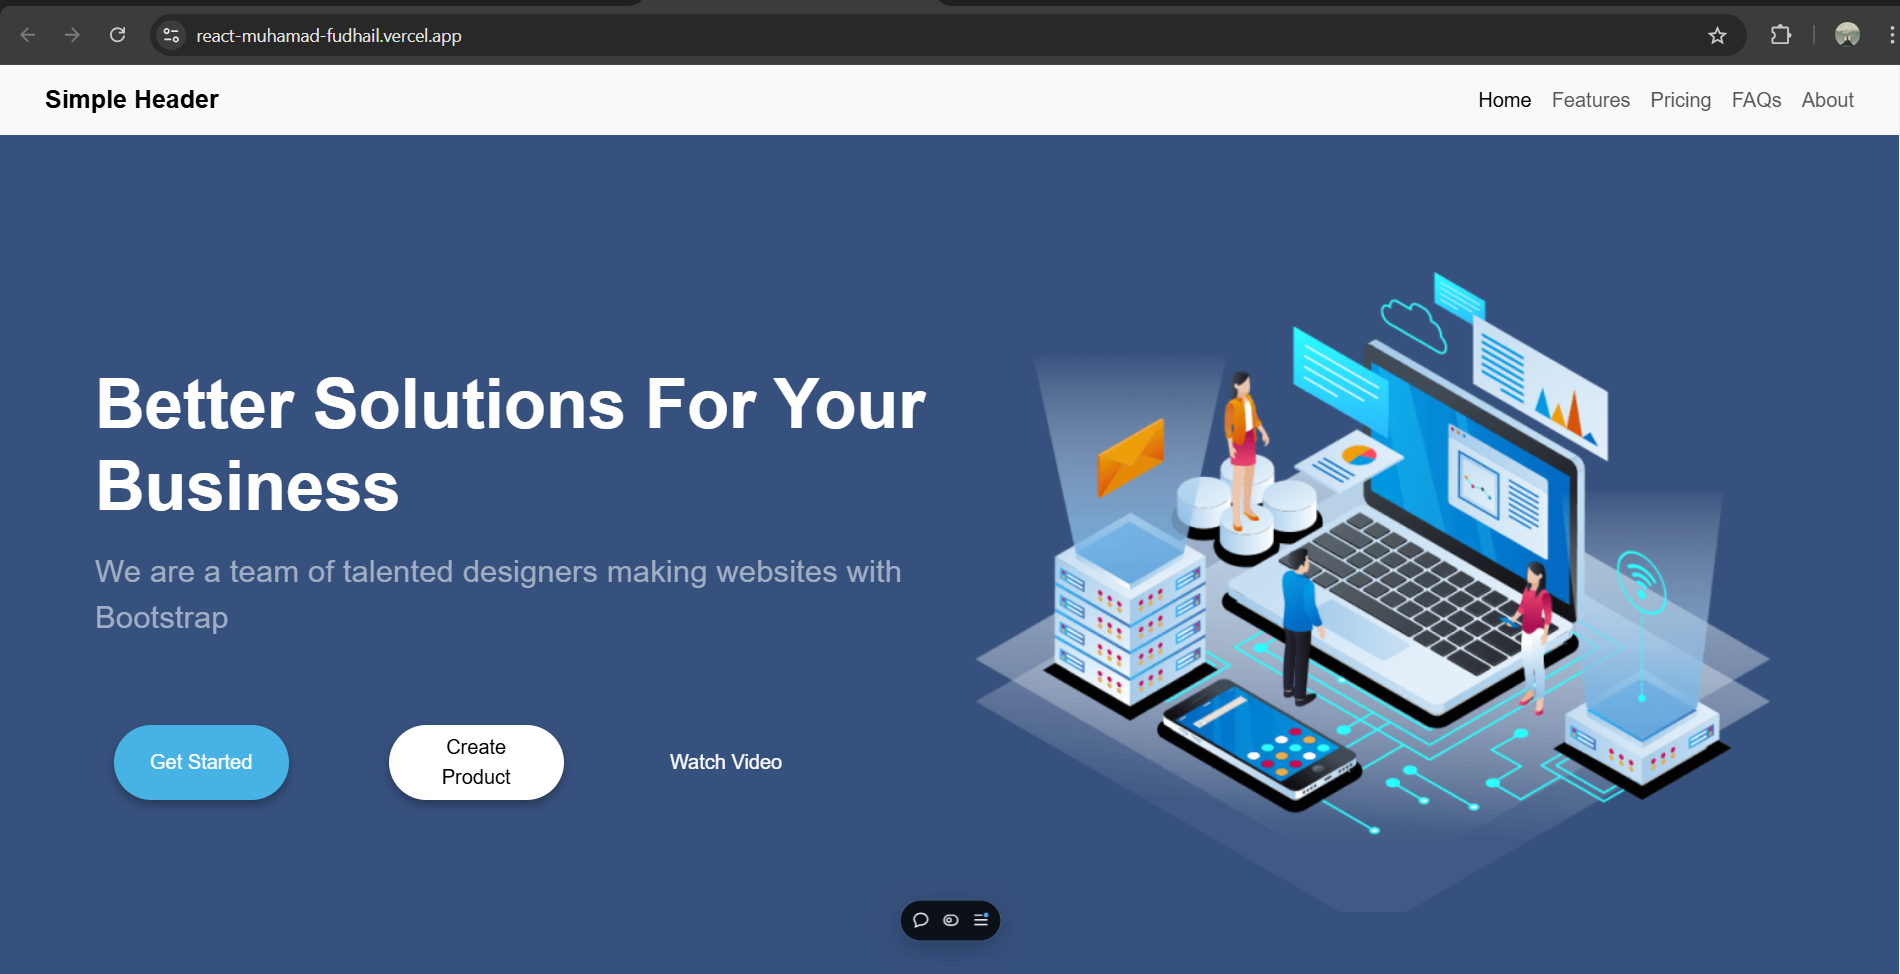 react-muhamad-fudhail.vercel.app
Simple Header
Home Features Pricing FAQs About
Better Solutions For Your
Business
We are a team of talented designers making websites with
Bootstrap
Get Started
Create
Product
Watch Video